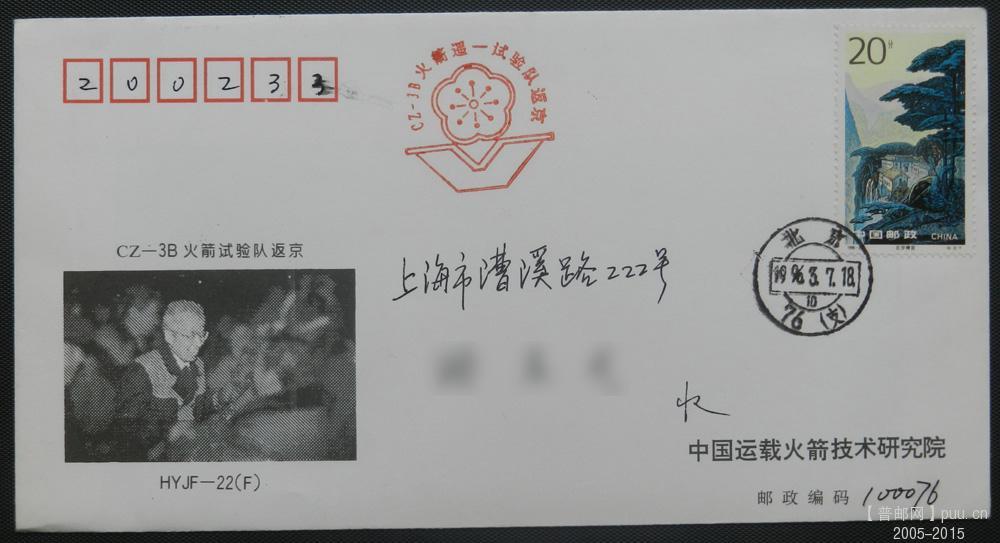 200233
CZ-3B火箭遥一试验队返京
20分
中国邮政 CHINA
CZ—3B 火箭试验队返京
上海市漕溪路222号
北京
1996.3.7.18
10
76(支)
收
HYJF—22(F)
中国运载火箭技术研究院
邮政编码 100076
【普邮网】puu.cn
2005-2015